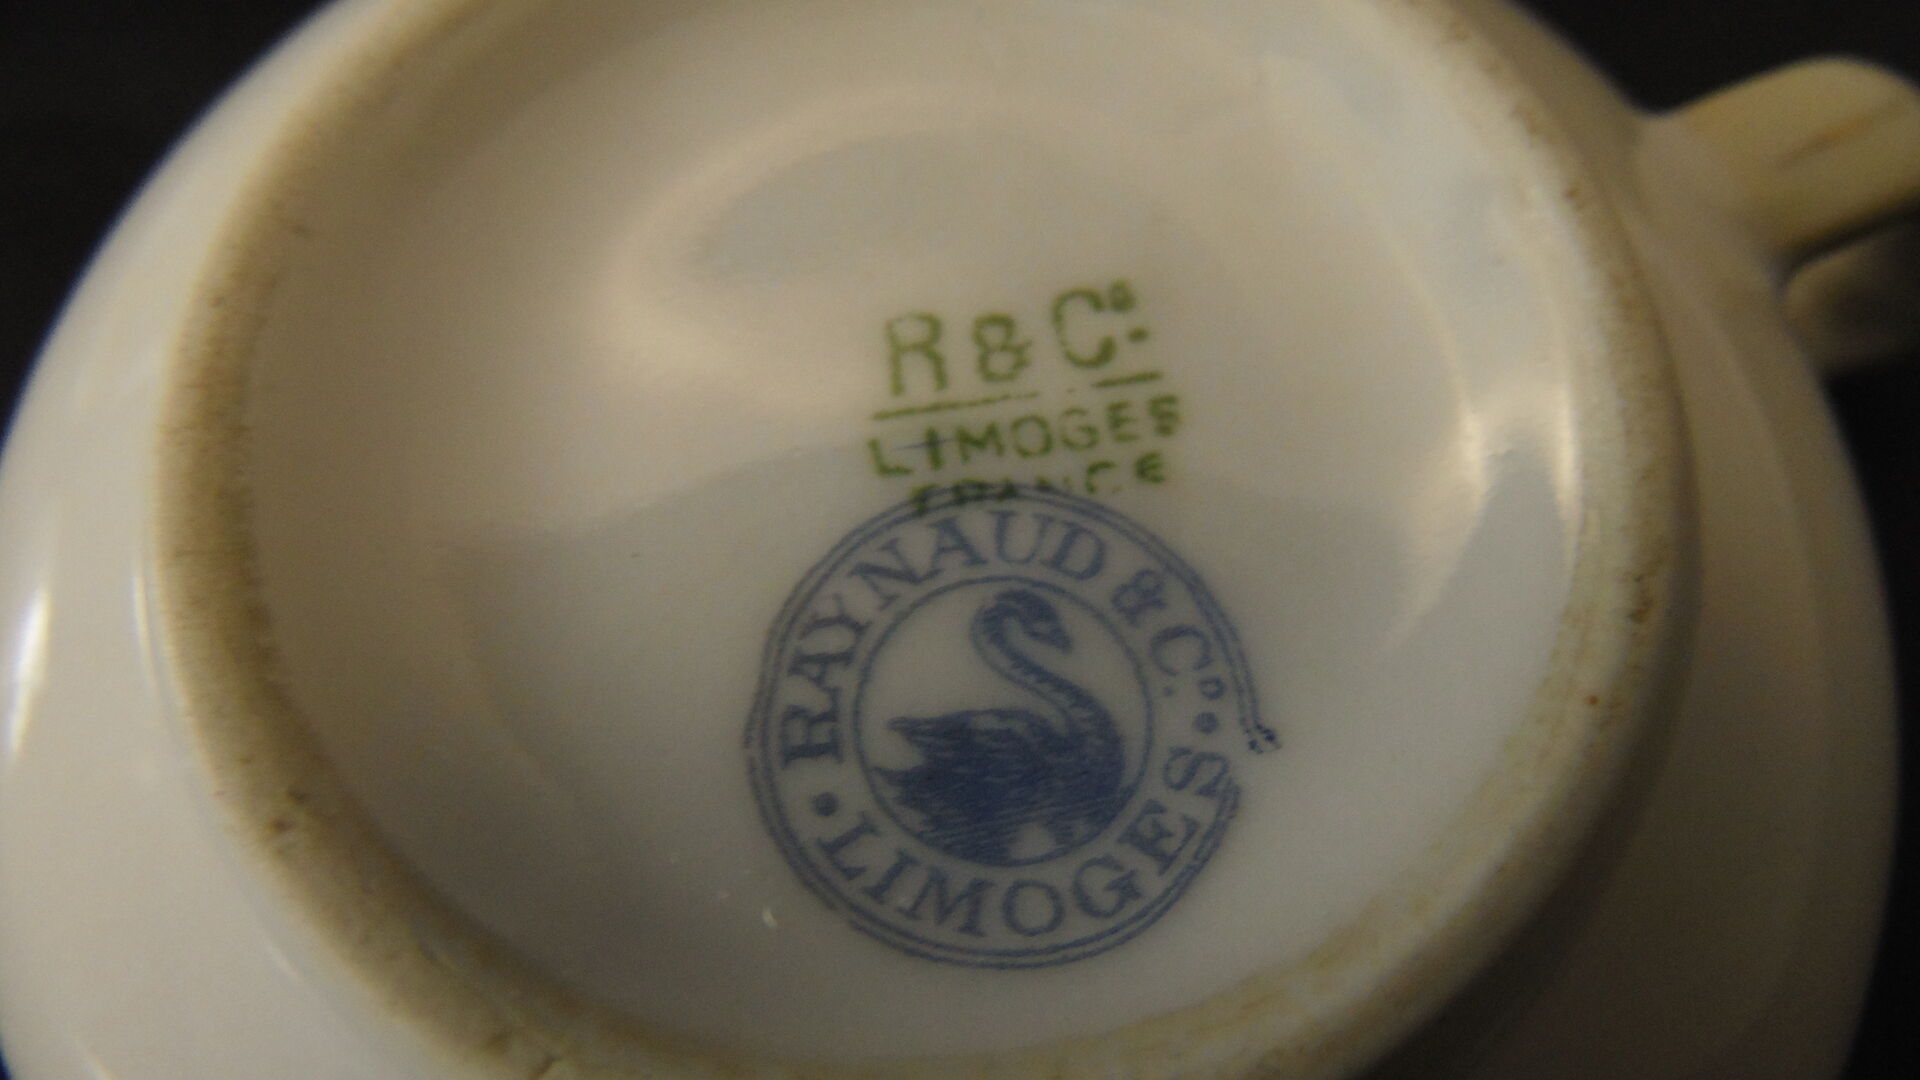 R & Co.
LIMOGES
FRANCE
RAYNAUD & Co.
LIMOGES